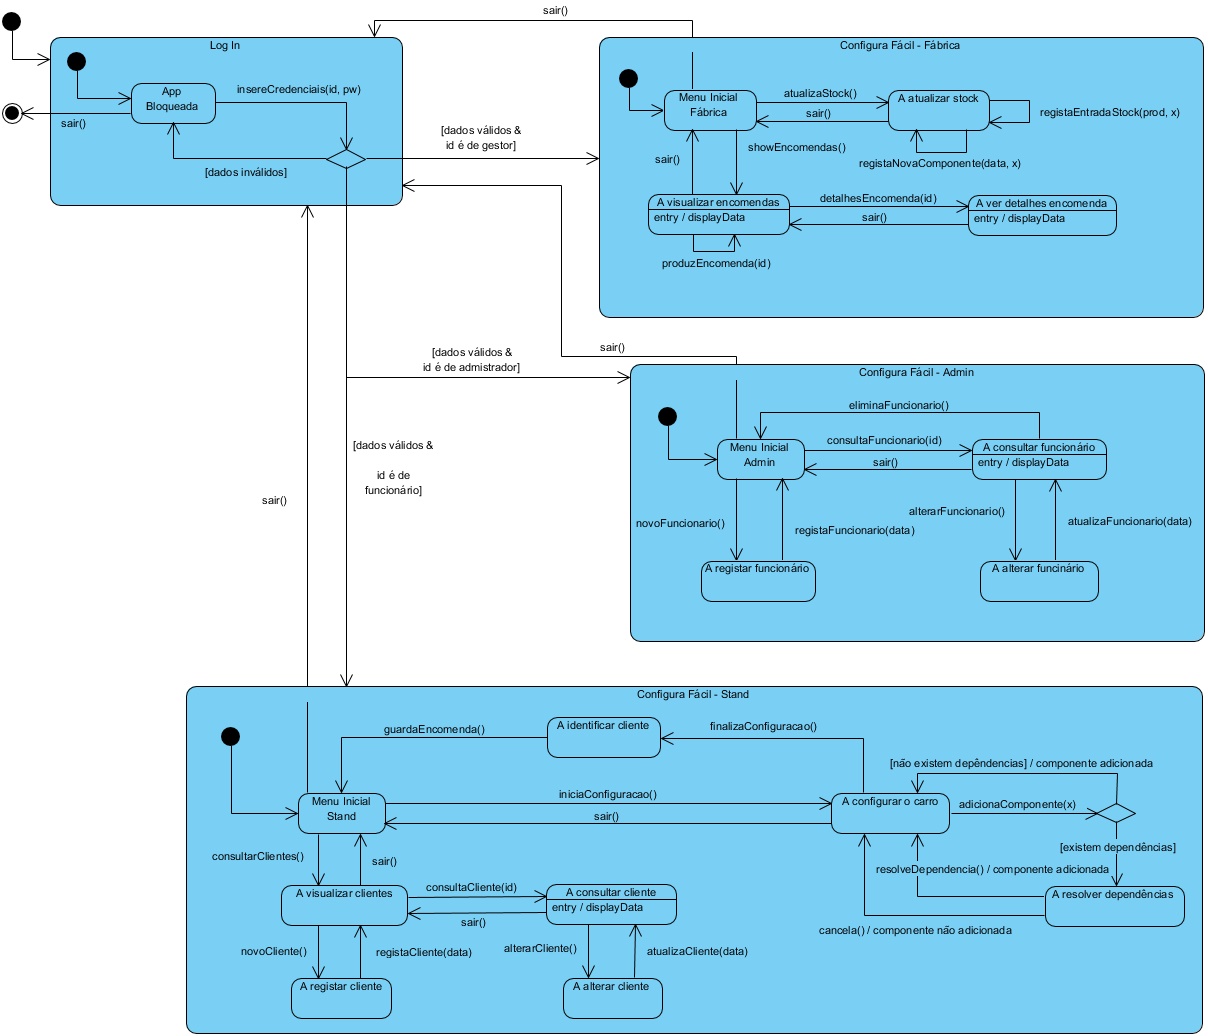 sair()
Log In
App
Bloqueada
insereCredenciais(id, pw)
sair()
[dados inválidos]
[dados válidos &
id é de gestor]
Configura Fácil - Fábrica
Menu Inicial
Fábrica
atualizaStock()
sair()
A atualizar stock
registaEntradaStock(prod, x)
registaNovaComponente(data, x)
sair()
showEncomendas()
A visualizar encomendas
entry / displayData
detalhesEncomenda(id)
sair()
A ver detalhes encomenda
entry / displayData
produzEncomenda(id)
sair()
[dados válidos &
id é de admistrador]
Configura Fácil - Admin
eliminaFuncionario()
Menu Inicial
Admin
consultaFuncionario(id)
sair()
A consultar funcionário
entry / displayData
novoFuncionario()
registaFuncionario(data)
alterarFuncionario()
atualizaFuncionario(data)
A registar funcionário
A alterar funcinário
[dados válidos &
id é de
funcionário]
sair()
Configura Fácil - Stand
guardaEncomenda()
A identificar cliente
finalizaConfiguracao()
[não existem depêndencias] / componente adicionada
Menu Inicial
Stand
iniciaConfiguracao()
sair()
A configurar o carro
adicionaComponente(x)
[existem dependências]
consultarClientes()
sair()
resolveDependencia() / componente adicionada
A visualizar clientes
consultaCliente(id)
sair()
A consultar cliente
entry / displayData
A resolver dependências
cancela() / componente não adicionada
novoCliente()
registaCliente(data)
alterarCliente()
atualizaCliente(data)
A registar cliente
A alterar cliente